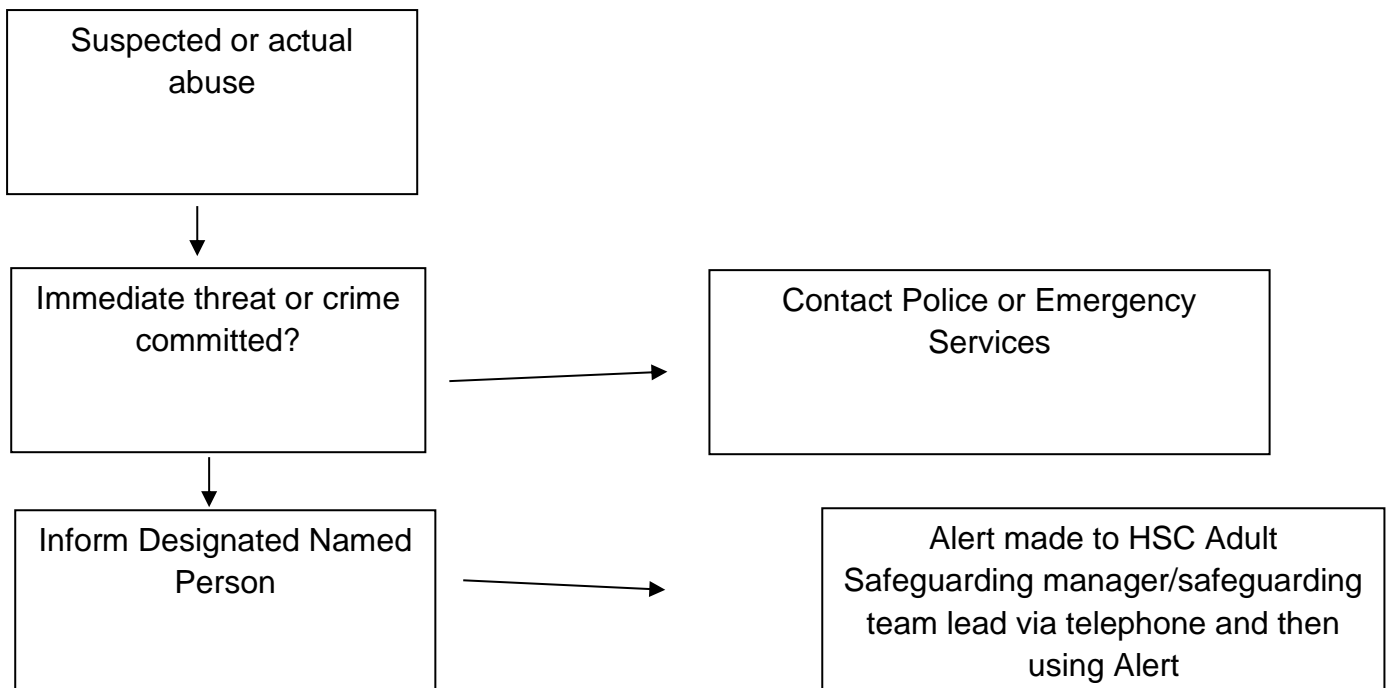 Suspected or actual
abuse
Immediate threat or crime
committed?
Contact Police or Emergency
Services
Inform Designated Named
Person
Alert made to HSC Adult
Safeguarding manager/safeguarding
team lead via telephone and then
using Alert